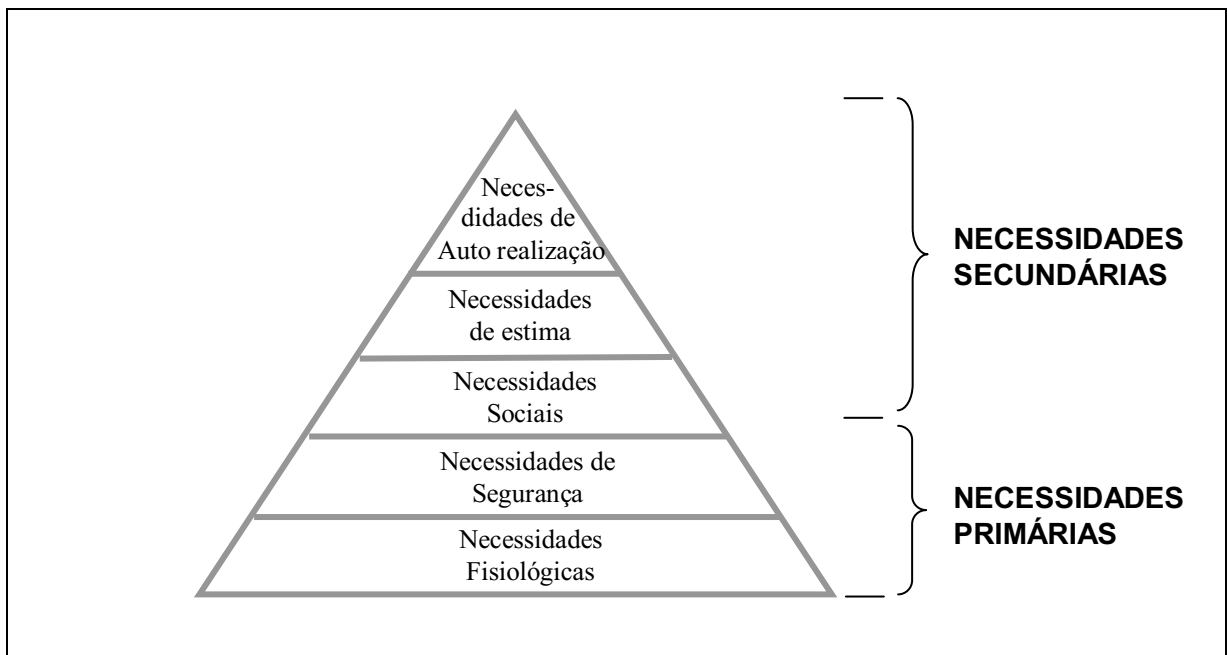 Neces-
didades de
Auto realização
Necessidades
de estima
Necessidades
Sociais
Necessidades de
Segurança
Necessidades
Fisiológicas
NECESSIDADES
SECUNDÁRIAS
NECESSIDADES
PRIMÁRIAS